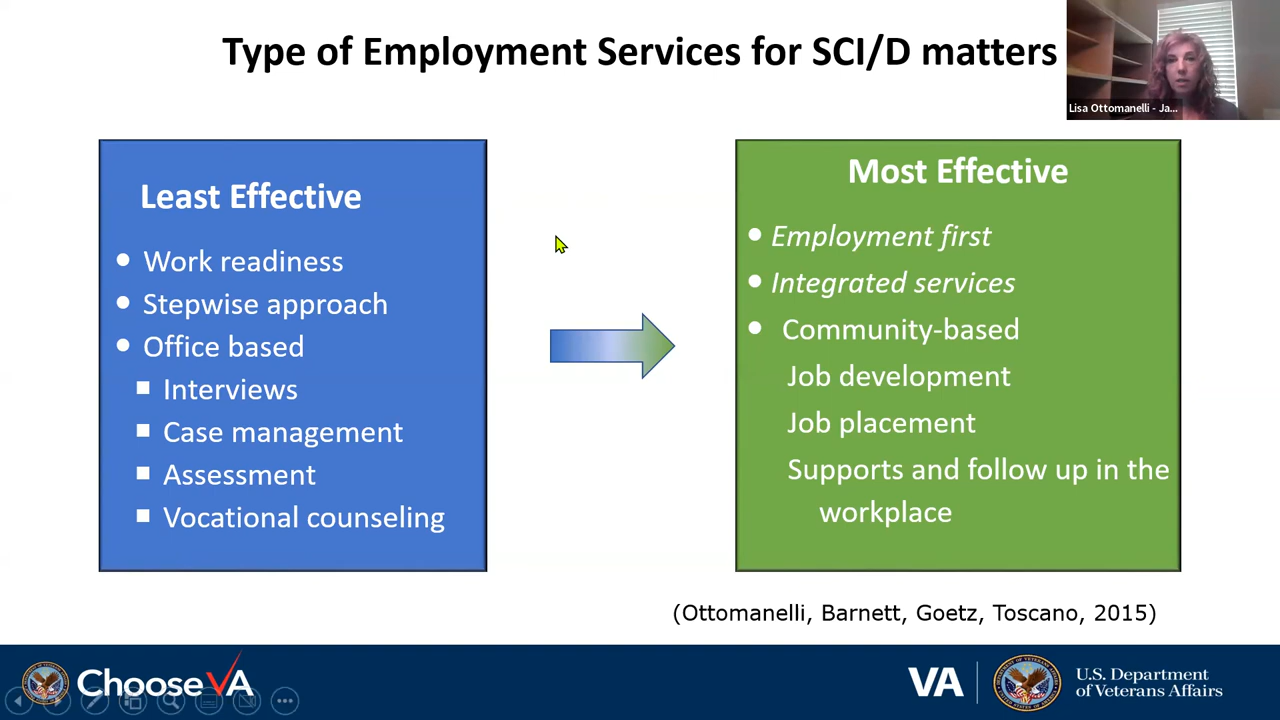 Type of Employment Services for SCI/D matters
Lisa Ottomanelli - Ja...
Least Effective
Work readiness
Stepwise approach
Office based
Interviews
Case management
Assessment
Vocational counseling
Most Effective
Employment first
Integrated services
Community-based
Job development
Job placement
Supports and follow up in the
workplace
(Ottomanelli, Barnett, Goetz, Toscano, 2015)
ChooseVA
VA
U.S. Department
of Veterans Affairs